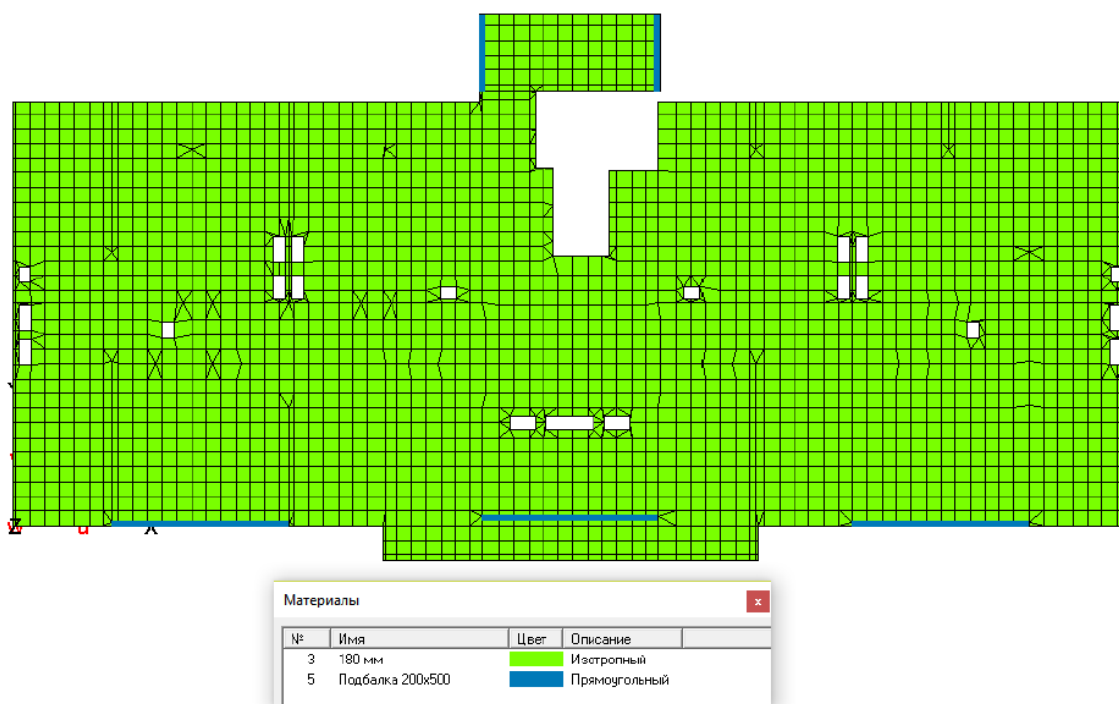 Z
u
X
Материалы
x
№ Имя Цвет Описание
3 180 мм Изотропный
5 Подбалка 200x500 Прямоугольный